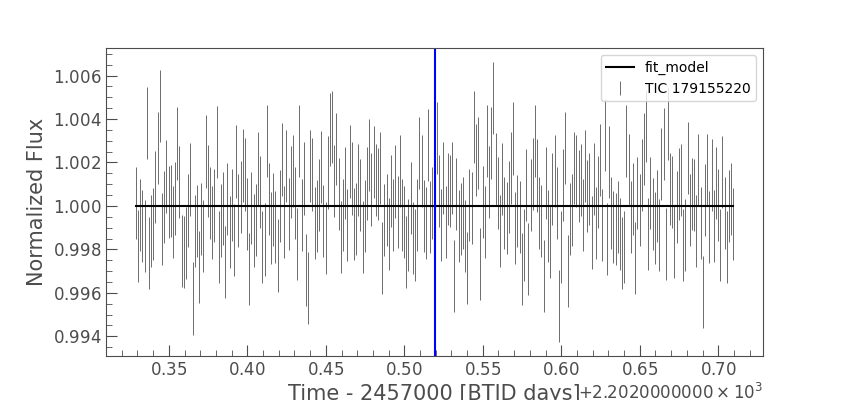 1.006
1.004
1.002
1.000
0.998
0.996
0.994
Normalized Flux
fit_model
TIC 179155220
0.35 0.40 0.45 0.50 0.55 0.60 0.65 0.70
Time - 2457000 [BTJD days]
+2.2020000000 × 10³